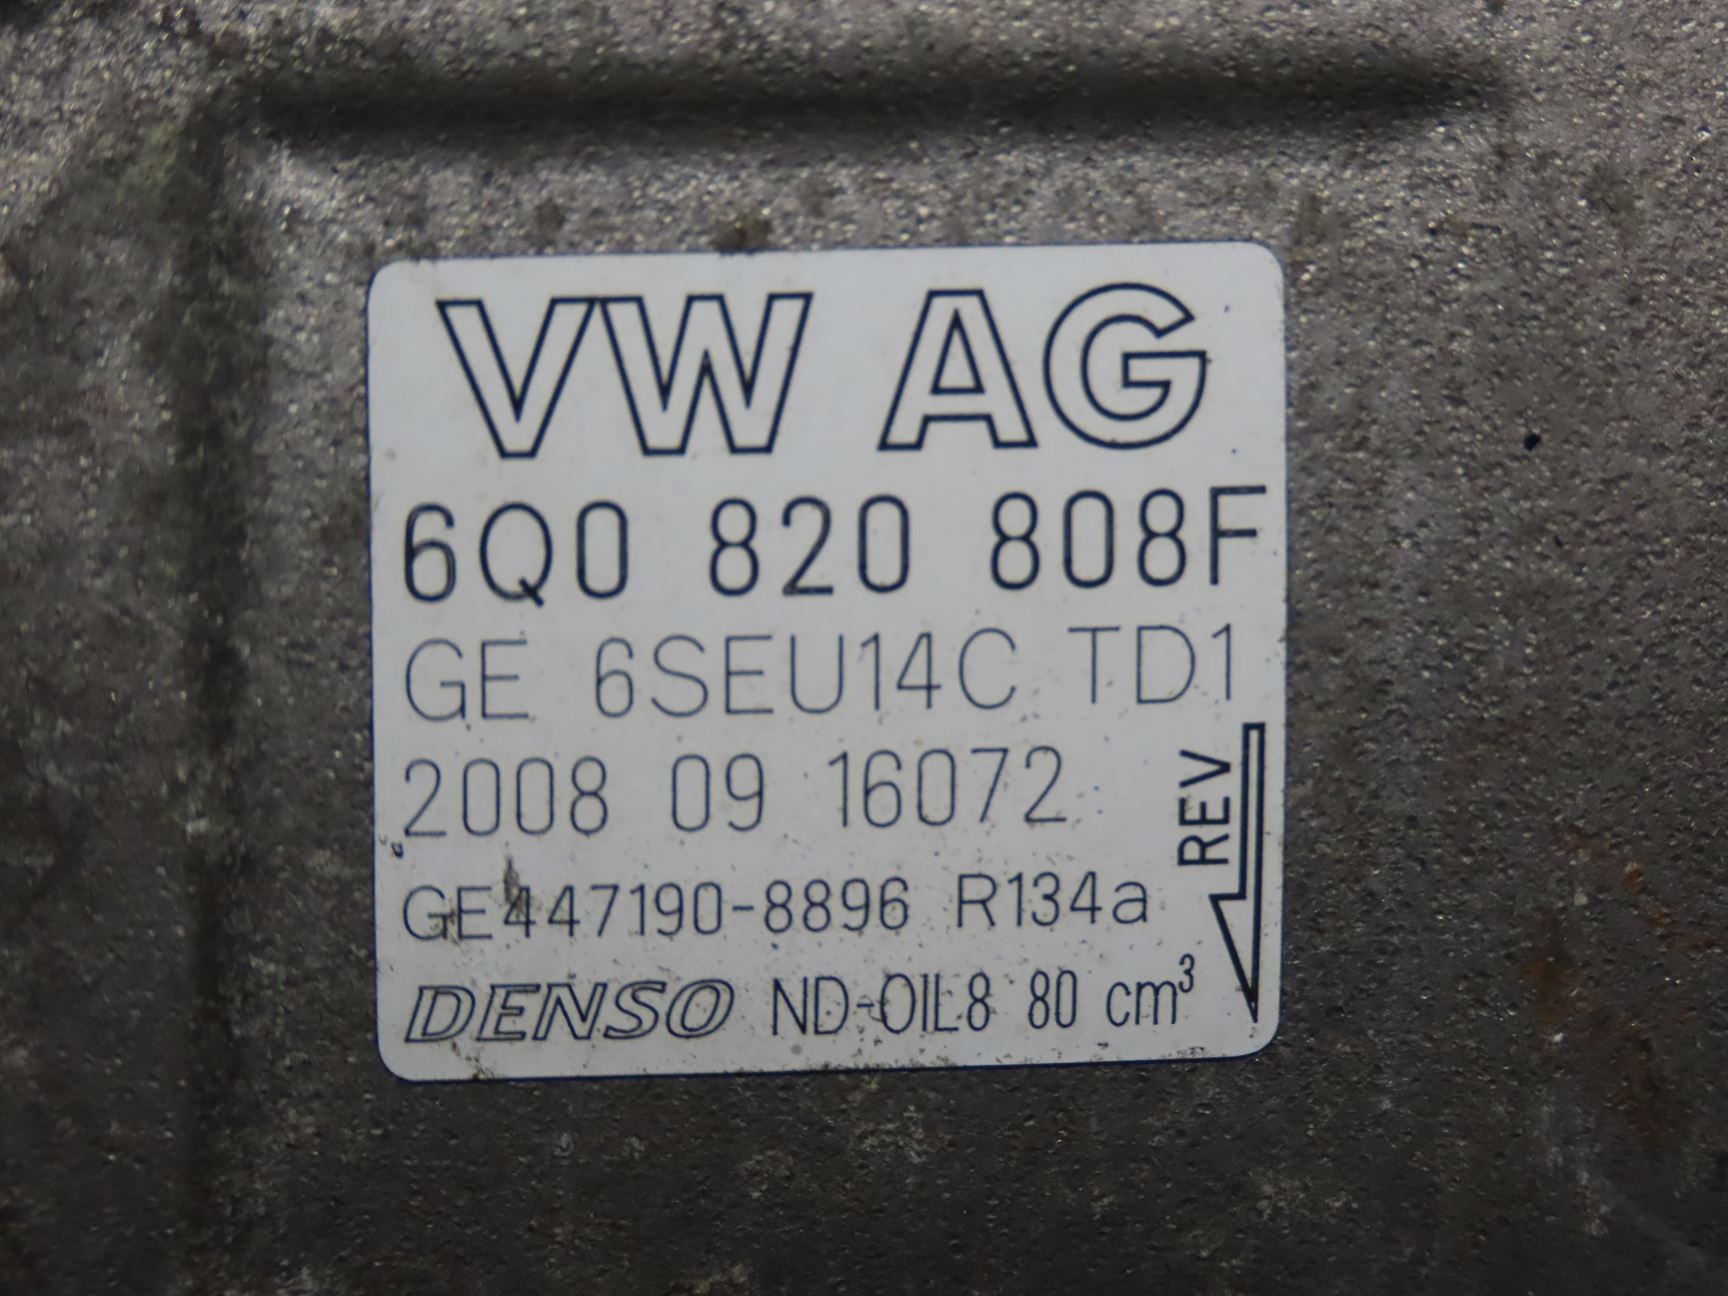 VW AG
6Q0 820 808F
GE 6SEU14C TD1
2008 09 16072
REV
GE447190-8896 R134a
DENSO ND-OIL8 80 cm³